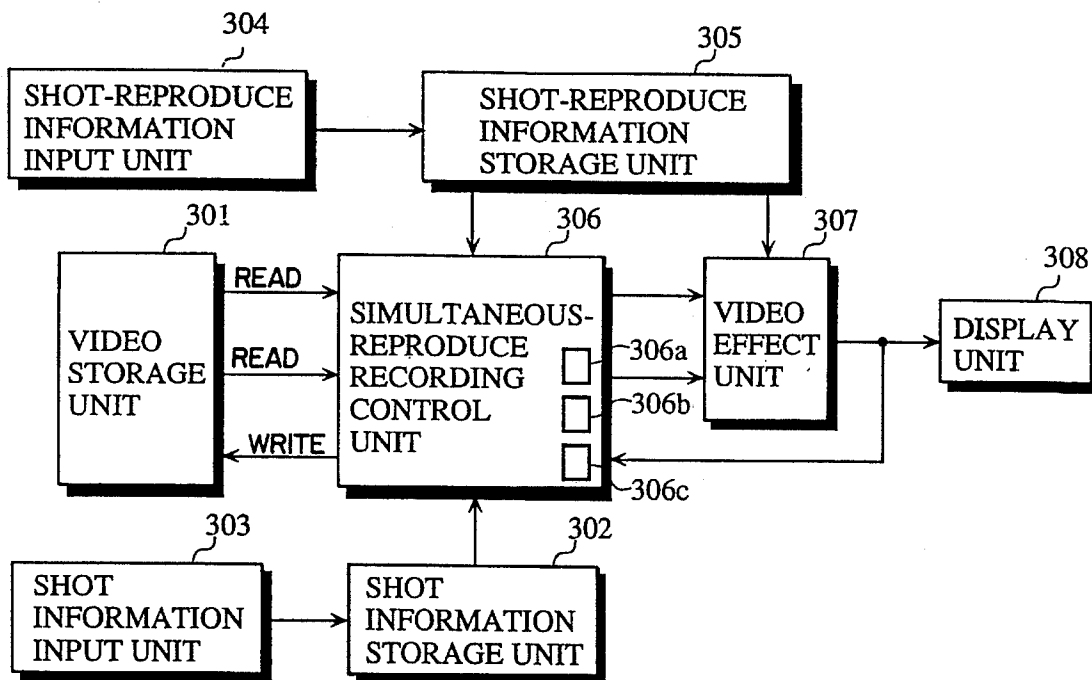 304
SHOT-REPRODUCE
INFORMATION
INPUT UNIT
305
SHOT-REPRODUCE
INFORMATION
STORAGE UNIT
301
VIDEO
STORAGE
UNIT
READ
READ
WRITE
306
SIMULTANEOUS-
REPRODUCE
RECORDING
CONTROL
UNIT
306a
306b
306c
307
VIDEO
EFFECT
UNIT
308
DISPLAY
UNIT
303
SHOT
INFORMATION
INPUT UNIT
302
SHOT
INFORMATION
STORAGE UNIT